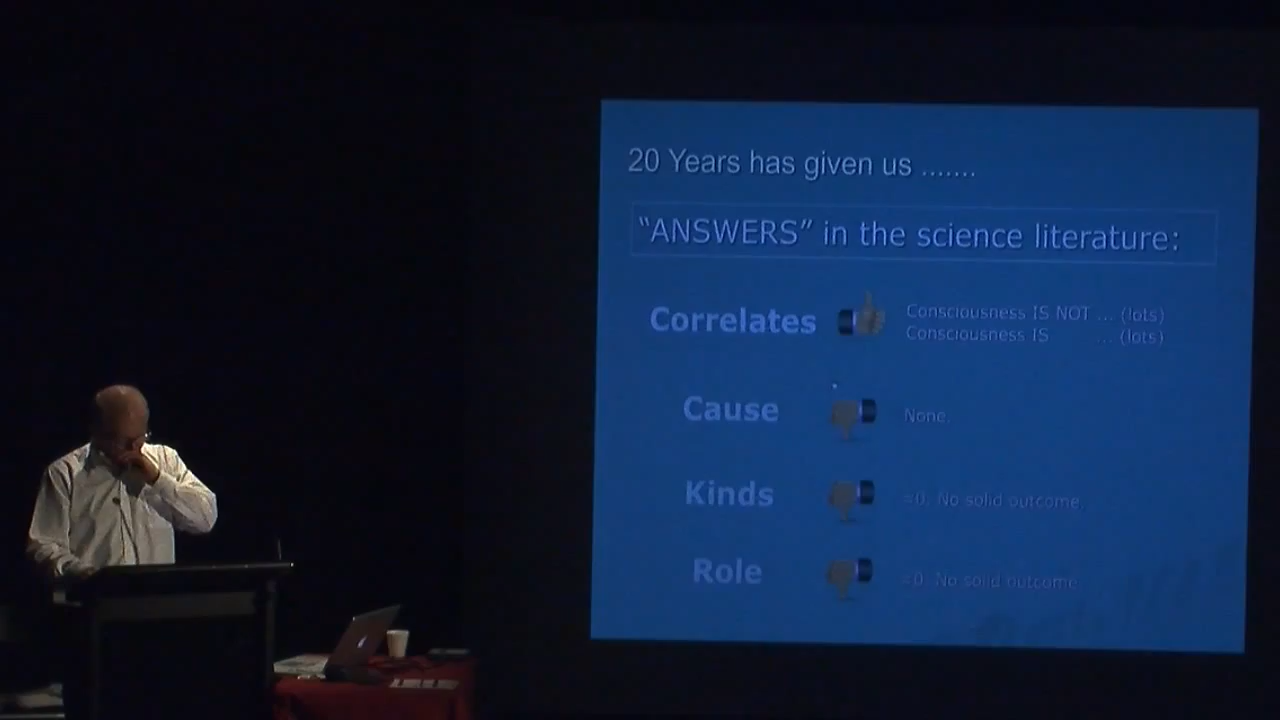 20 Years has given us .......
“ANSWERS” in the science literature:
Correlates
Consciousness IS NOT ... (lots)
Consciousness IS ... (lots)
Cause
None.
Kinds
=0. No solid outcome.
Role
=0. No solid outcome